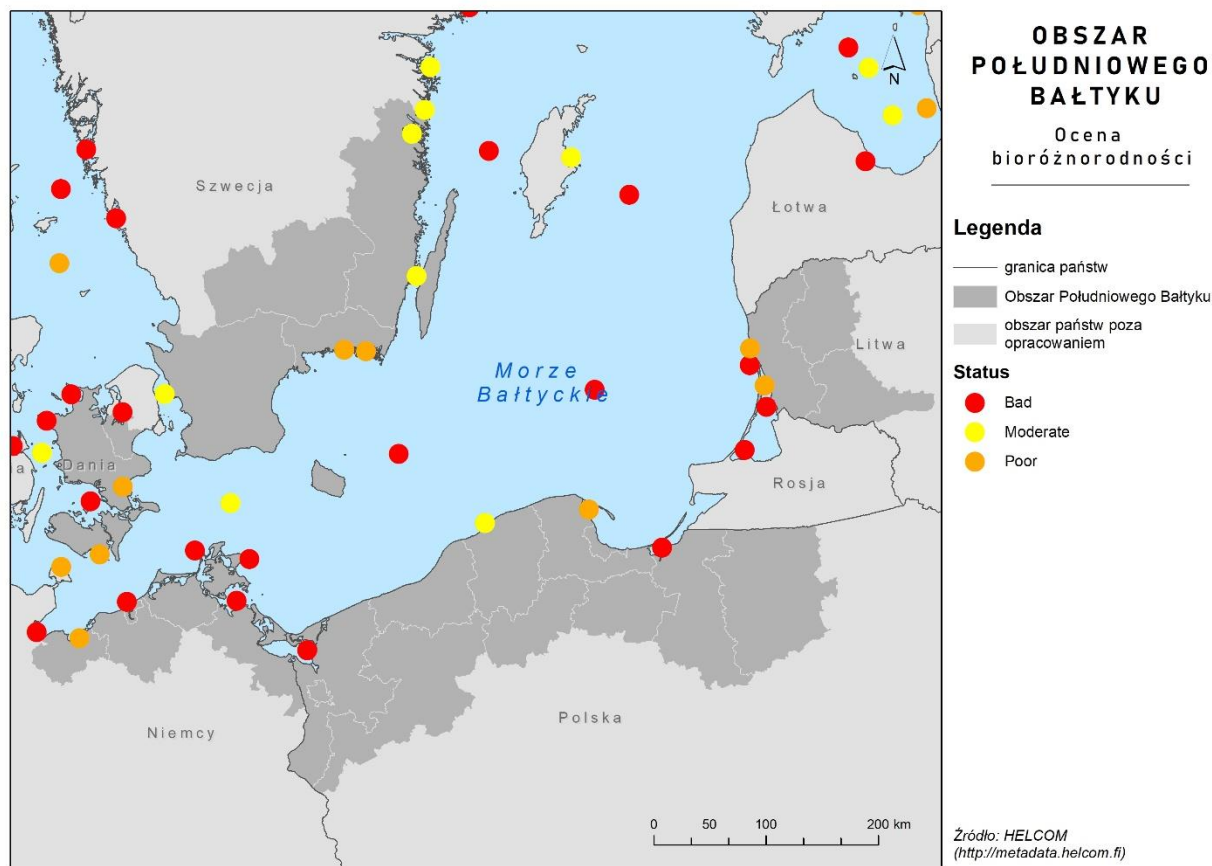 OBSZAR
POŁUDNIOWEGO
BAŁTYKU
Ocena
bioróżnorodności
Legenda
granica państw
Obszar Południowego Bałtyku
obszar państw poza
opracowaniem
Status
Bad
Moderate
Poor
Źródło: HELCOM
(http://metadata.helcom.fi)
N
Szwecja
Łotwa
Litwa
Morze
Bałtyckie
ia
Dania
Rosja
Niemcy
Polska
0 50 100 200 km